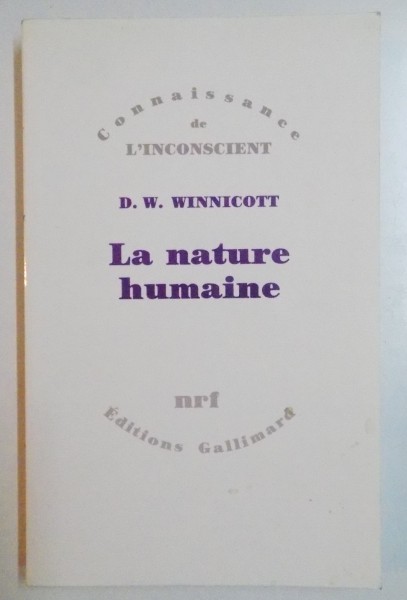 Connaissance
de
L'INCONSCIENT
D. W. WINNICOTT
La nature
humaine
nrf
Éditions Gallimard